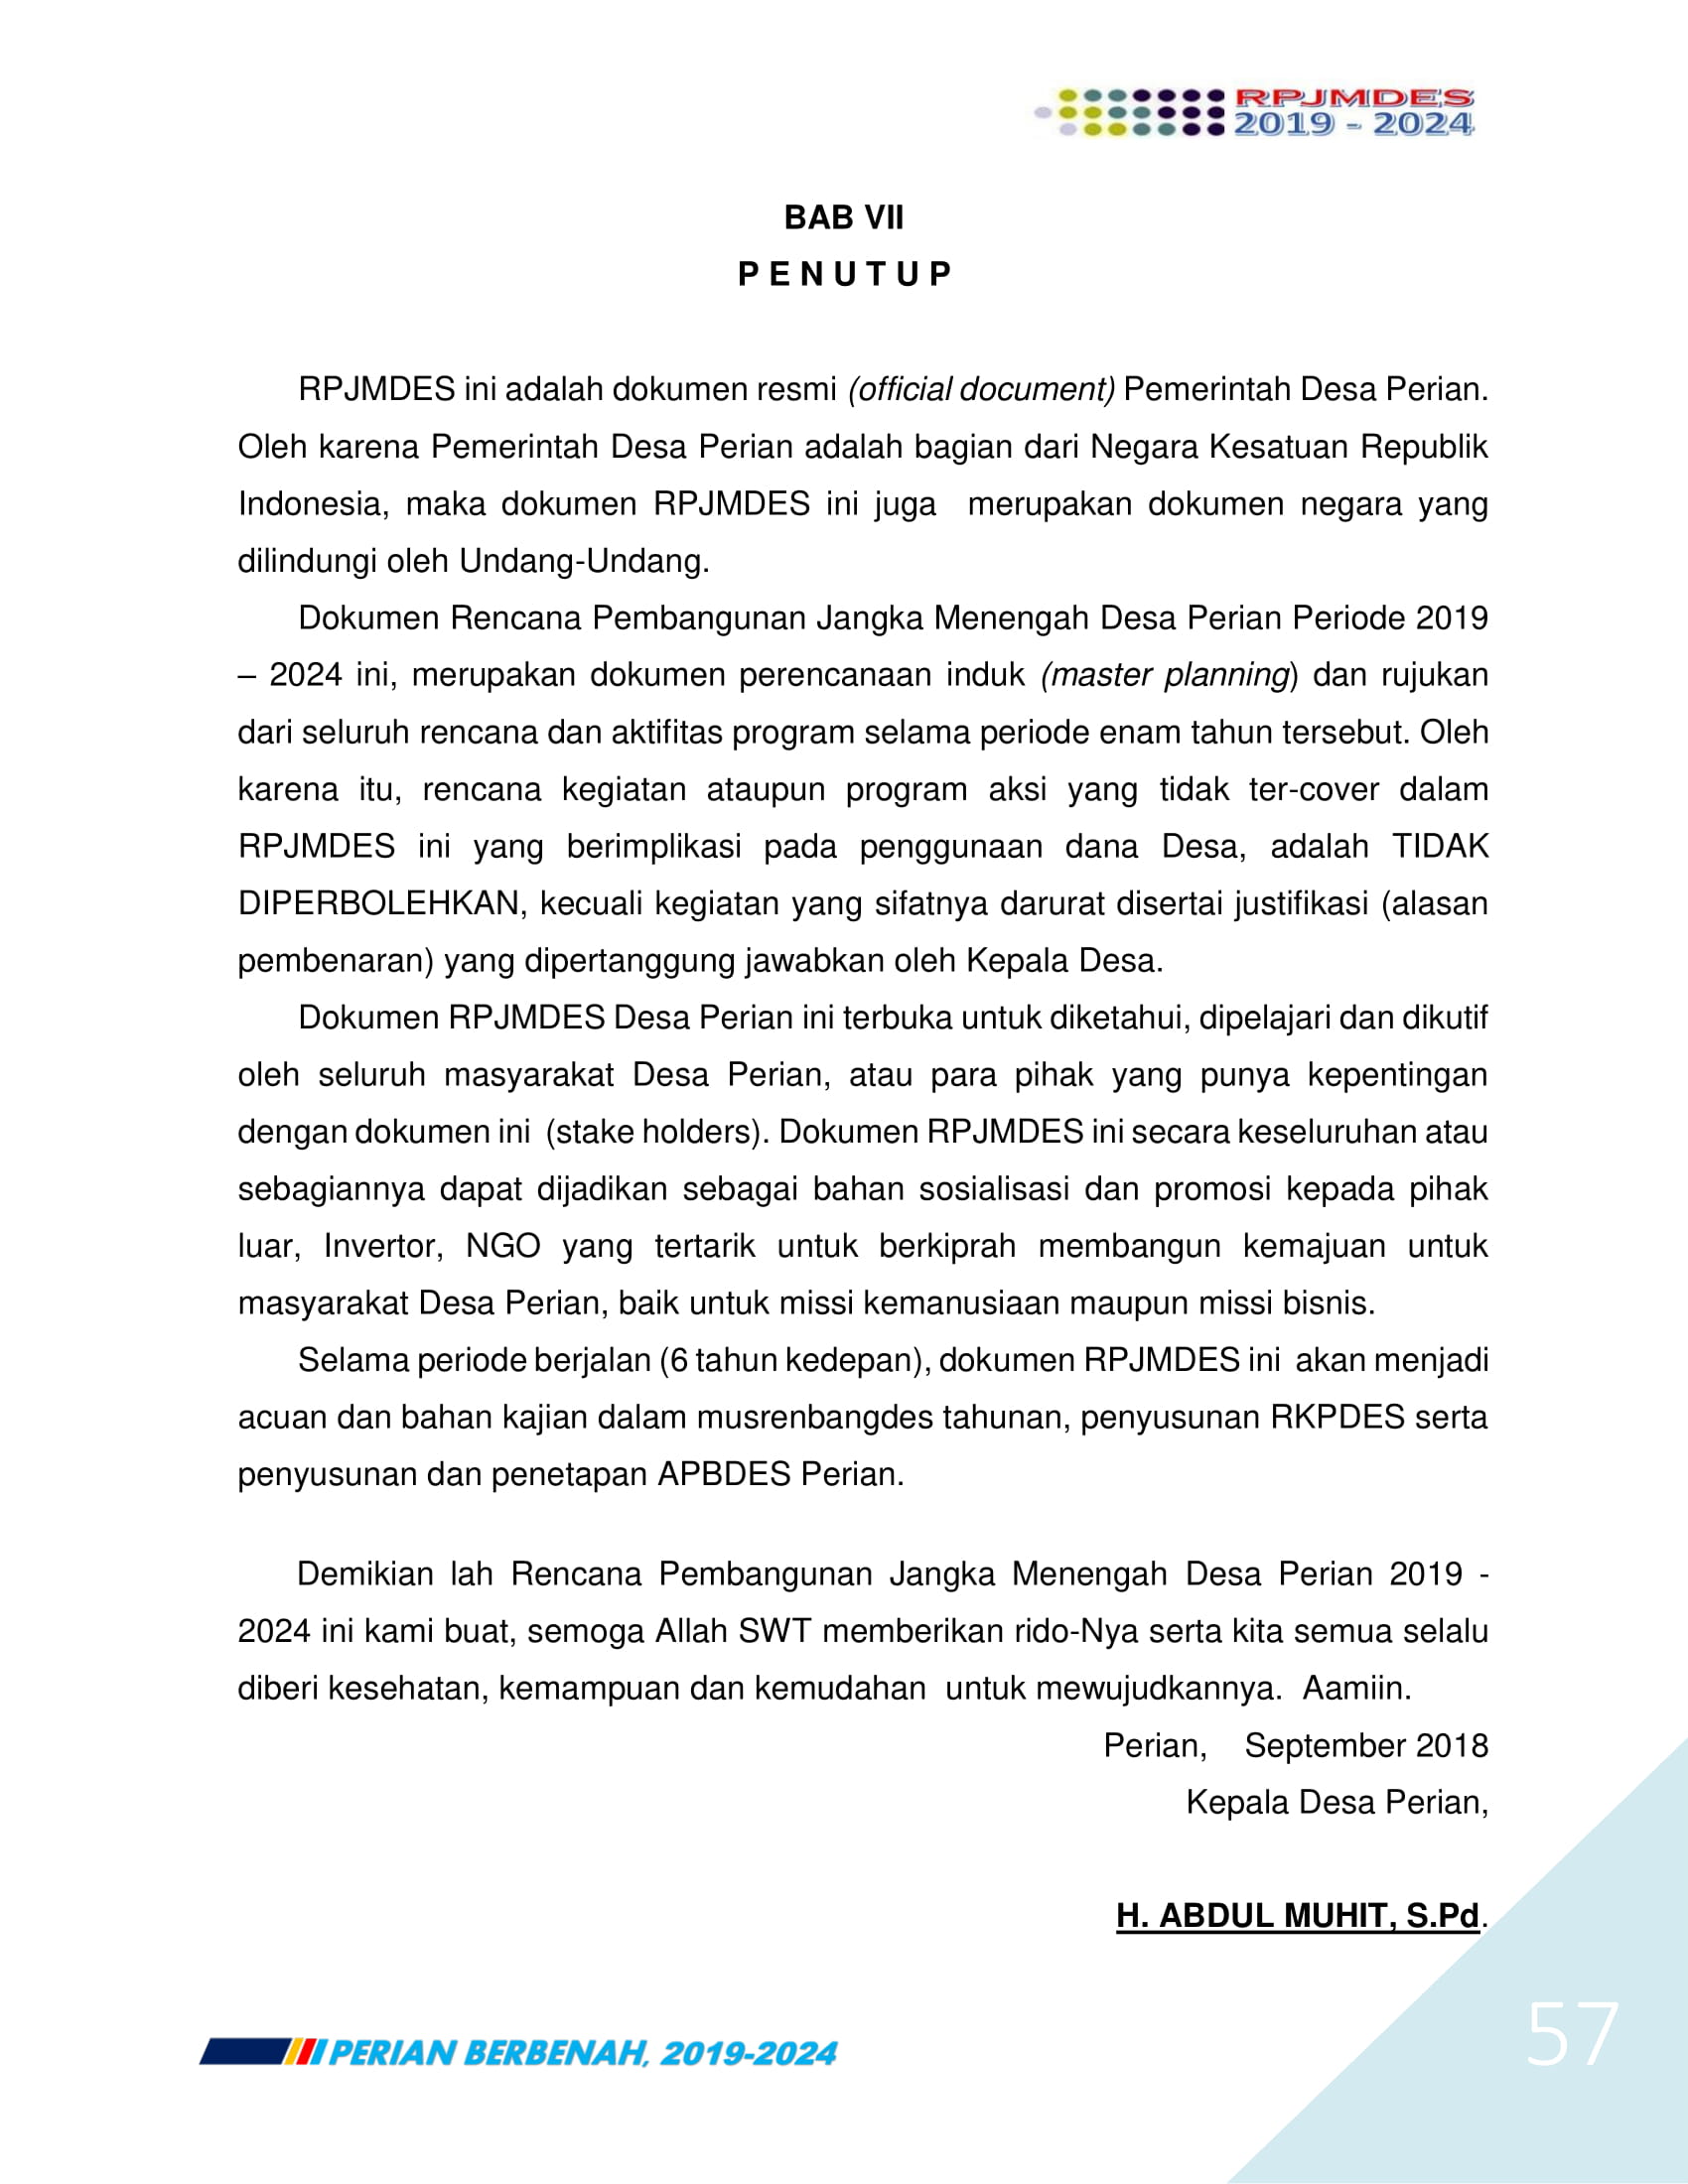 RPJMDES
2019 - 2024
BAB VII
P E N U T U P
RPJMDES ini adalah dokumen resmi (official document) Pemerintah Desa Perian.
Oleh karena Pemerintah Desa Perian adalah bagian dari Negara Kesatuan Republik
Indonesia, maka dokumen RPJMDES ini juga merupakan dokumen negara yang
dilindungi oleh Undang-Undang.
Dokumen Rencana Pembangunan Jangka Menengah Desa Perian Periode 2019
– 2024 ini, merupakan dokumen perencanaan induk (master planning) dan rujukan
dari seluruh rencana dan aktifitas program selama periode enam tahun tersebut. Oleh
karena itu, rencana kegiatan ataupun program aksi yang tidak ter-cover dalam
RPJMDES ini yang berimplikasi pada penggunaan dana Desa, adalah TIDAK
DIPERBOLEHKAN, kecuali kegiatan yang sifatnya darurat disertai justifikasi (alasan
pembenaran) yang dipertanggung jawabkan oleh Kepala Desa.
Dokumen RPJMDES Desa Perian ini terbuka untuk diketahui, dipelajari dan dikutif
oleh seluruh masyarakat Desa Perian, atau para pihak yang punya kepentingan
dengan dokumen ini (stake holders). Dokumen RPJMDES ini secara keseluruhan atau
sebagiannya dapat dijadikan sebagai bahan sosialisasi dan promosi kepada pihak
luar, Invertor, NGO yang tertarik untuk berkiprah membangun kemajuan untuk
masyarakat Desa Perian, baik untuk missi kemanusiaan maupun missi bisnis.
Selama periode berjalan (6 tahun kedepan), dokumen RPJMDES ini akan menjadi
acuan dan bahan kajian dalam musrenbangdes tahunan, penyusunan RKPDES serta
penyusunan dan penetapan APBDES Perian.
Demikian lah Rencana Pembangunan Jangka Menengah Desa Perian 2019 -
2024 ini kami buat, semoga Allah SWT memberikan rido-Nya serta kita semua selalu
diberi kesehatan, kemampuan dan kemudahan untuk mewujudkannya. Aamiin.
Perian, September 2018
Kepala Desa Perian,
H. ABDUL MUHIT, S.Pd.
PERIAN BERBENAH, 2019-2024
57